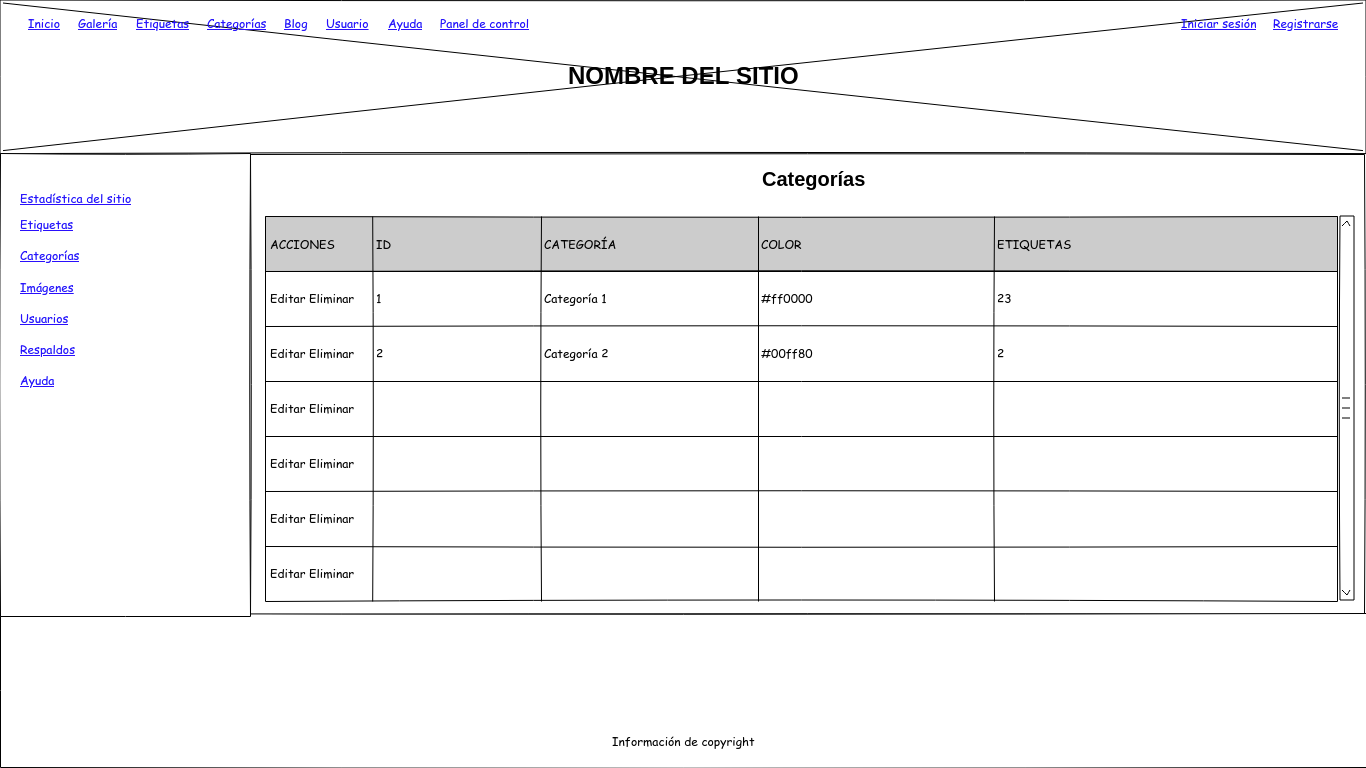 Inicio Galería Etiquetas Categorías Blog Usuario Ayuda Panel de control Iniciar sesión Registrarse
NOMBRE DEL SITIO
Estadística del sitio
Etiquetas
Categorías
Imágenes
Usuarios
Respaldos
Ayuda
Categorías
ACCIONES ID CATEGORÍA COLOR ETIQUETAS
Editar Eliminar 1 Categoría 1 #ff0000 23
Editar Eliminar 2 Categoría 2 #00ff80 2
Editar Eliminar
Editar Eliminar
Editar Eliminar
Editar Eliminar
Información de copyright